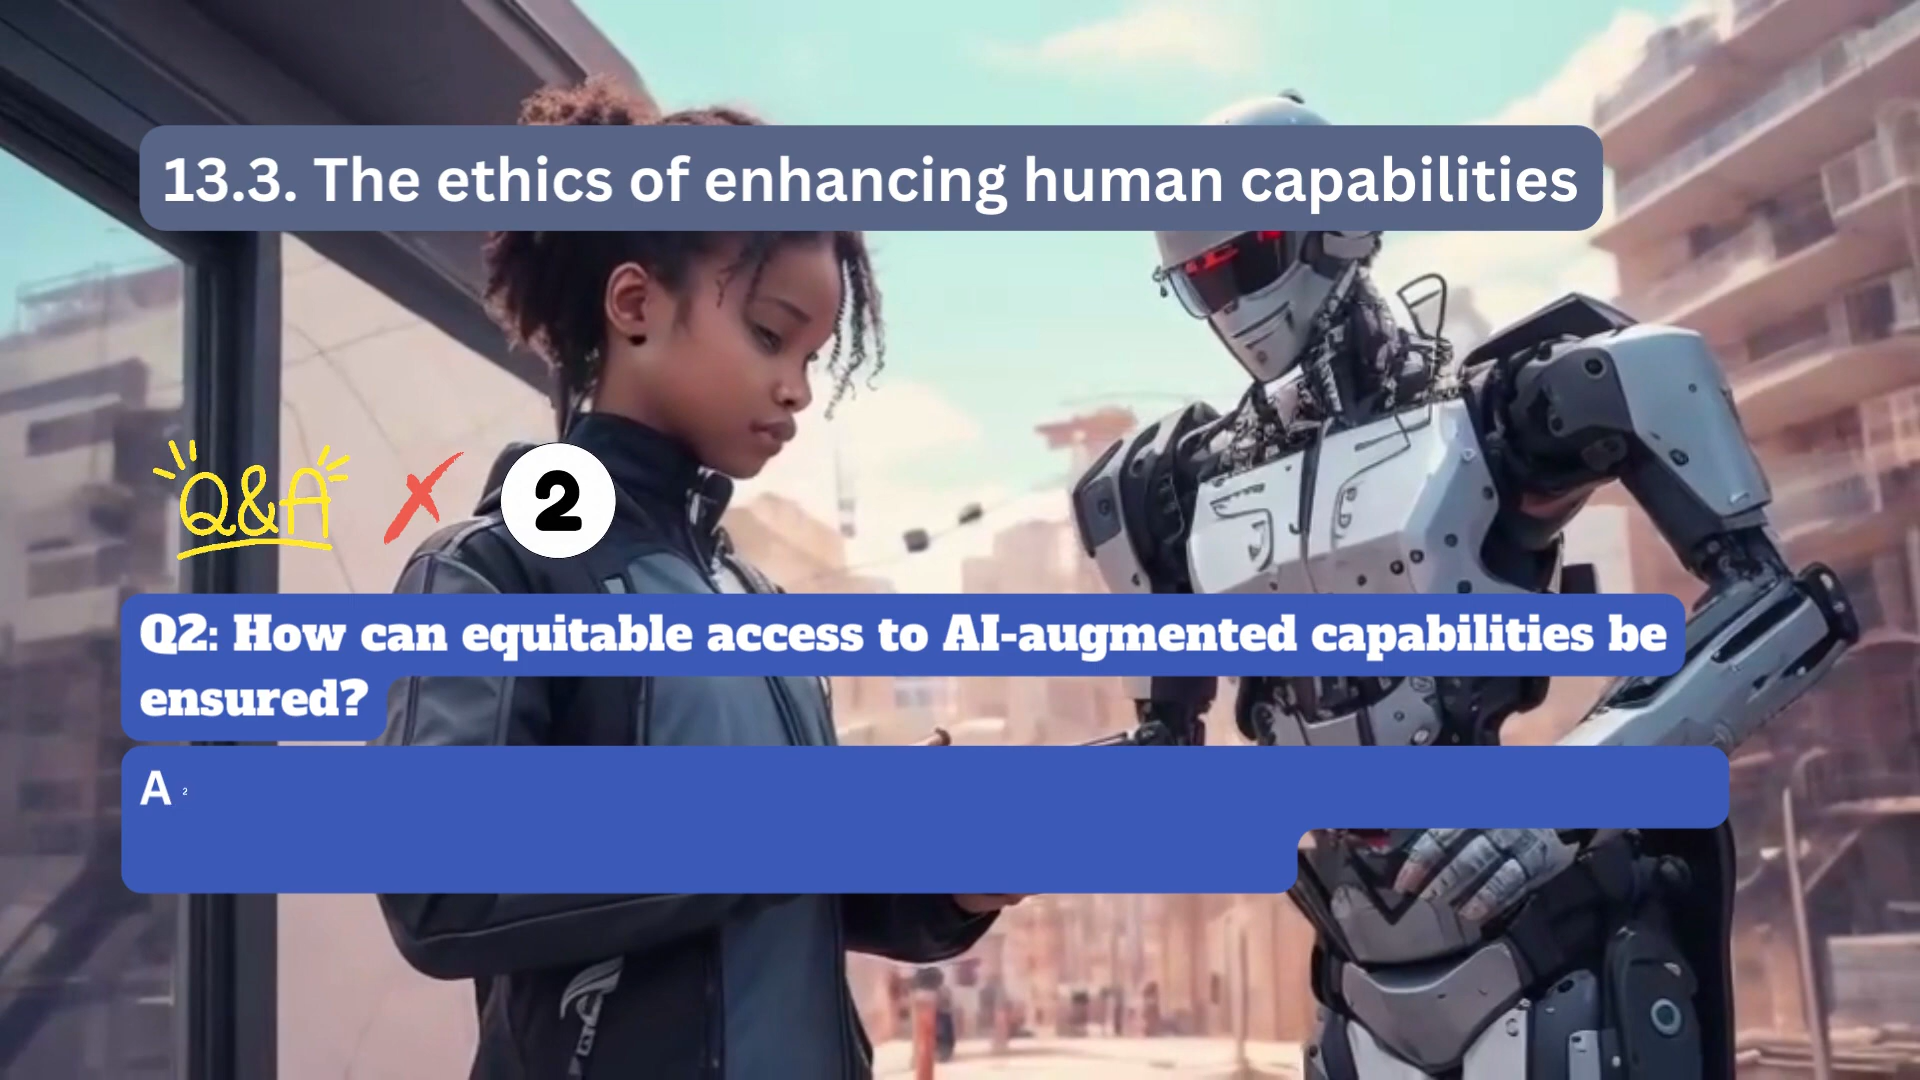 13.3. The ethics of enhancing human capabilities
Q&A
2
Q2: How can equitable access to AI-augmented capabilities be
ensured?
A 2